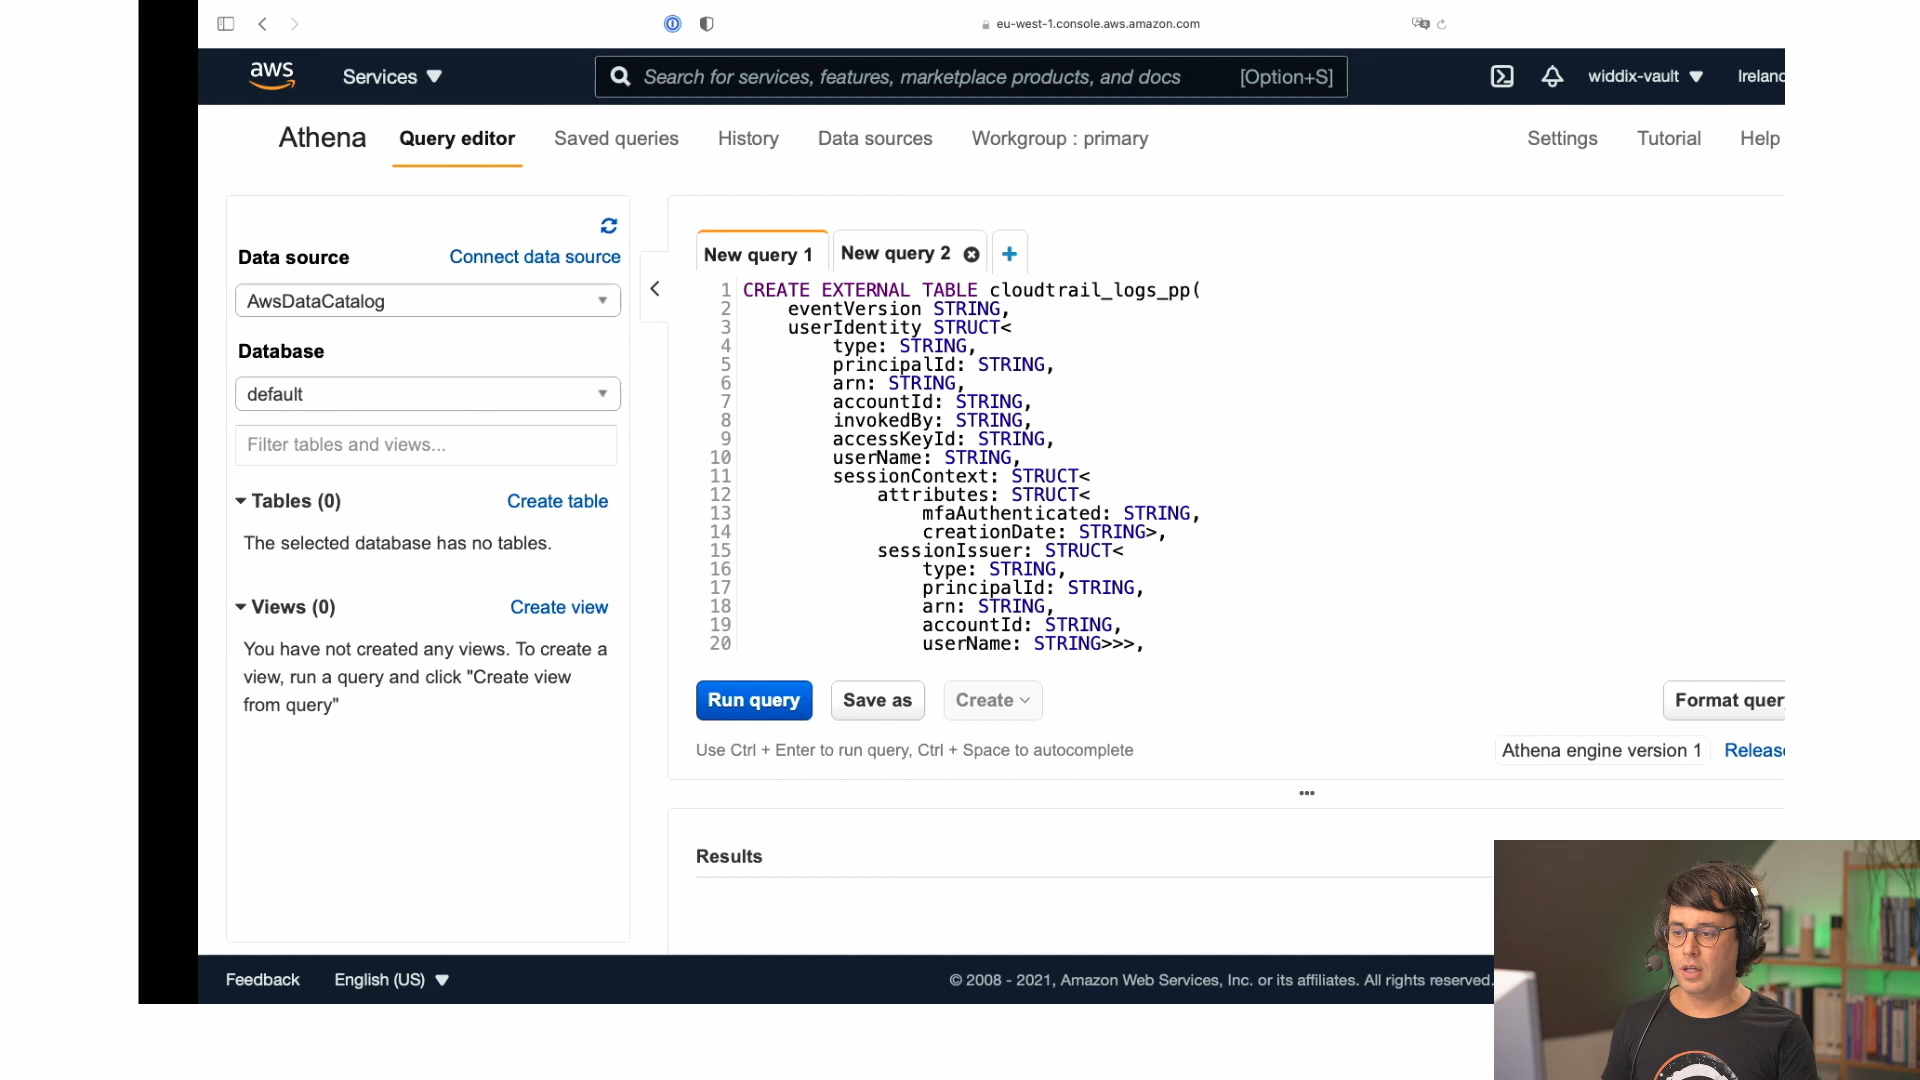 eu-west-1.console.aws.amazon.com
aws
Services
Search for services, features, marketplace products, and docs
[Option+S]
widdix-vault
Athena
Query editor
Saved queries
History
Data sources
Workgroup : primary
Settings
Tutorial
Help
Data source
Connect data source
AwsDataCatalog
Database
default
Filter tables and views...
Tables (0)
Create table
The selected database has no tables.
Views (0)
Create view
You have not created any views. To create a
view, run a query and click "Create view
from query"
New query 1
New query 2
1 CREATE EXTERNAL TABLE cloudtrail_logs_pp(
2 eventVersion STRING,
3 userIdentity STRUCT<
4 type: STRING,
5 principalId: STRING,
6 arn: STRING,
7 accountId: STRING,
8 invokedBy: STRING,
9 accessKeyId: STRING,
10 userName: STRING,
11 sessionContext: STRUCT<
12 attributes: STRUCT<
13 mfaAuthenticated: STRING,
14 creationDate: STRING>,
15 sessionIssuer: STRUCT<
16 type: STRING,
17 principalId: STRING,
18 arn: STRING,
19 accountId: STRING,
20 userName: STRING>>>,
Run query
Save as
Create
Format
Use Ctrl + Enter to run query, Ctrl + Space to autocomplete
Athena engine version 1
Results
Feedback
English (US)
© 2008 - 2021, Amazon Web Services, Inc. or its affiliates. All rights reserved.